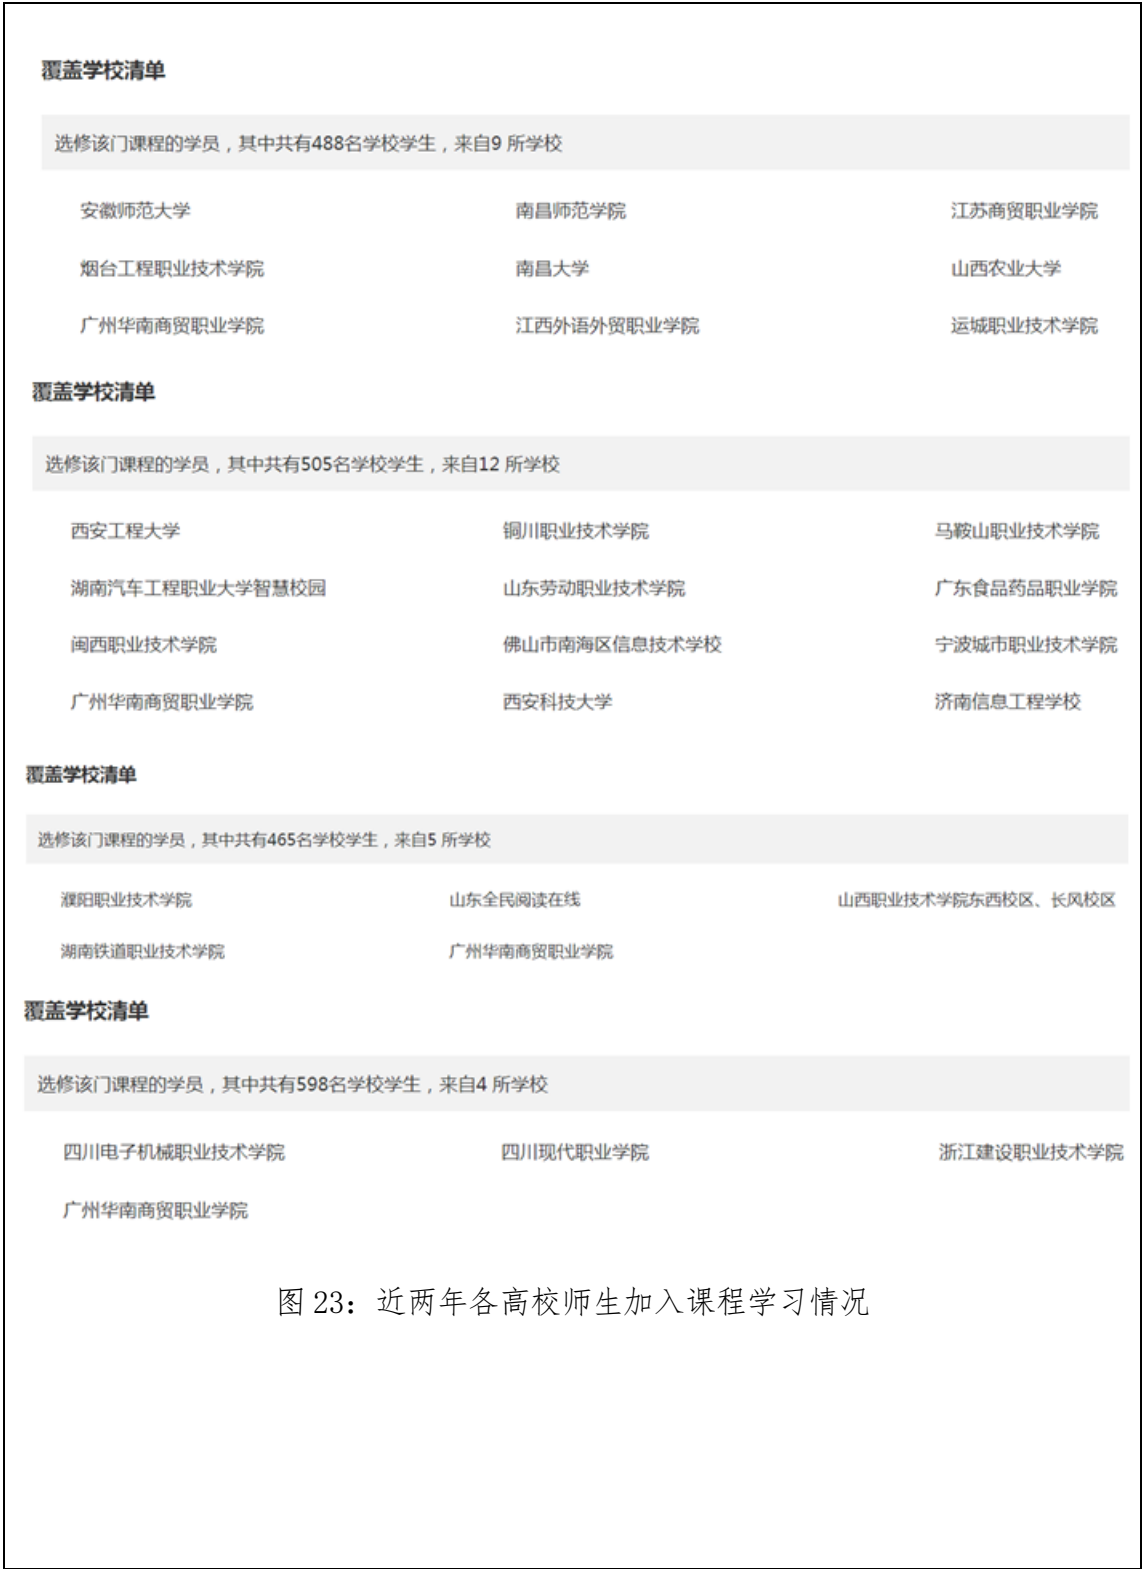 覆盖学校清单
选修该门课程的学员，其中共有488名学校学生，来自9 所学校
安徽师范大学 南昌师范学院 江苏商贸职业学院
烟台工程职业技术学院 南昌大学 山西农业大学
广州华南商贸职业学院 江西外语外贸职业学院 运城职业技术学院
覆盖学校清单
选修该门课程的学员，其中共有505名学校学生，来自12 所学校
西安工程大学 铜川职业技术学院 马鞍山职业技术学院
湖南汽车工程职业大学智慧校园 山东劳动职业技术学院 广东食品药品职业学院
闽西职业技术学院 佛山市南海区信息技术学校 宁波城市职业技术学院
广州华南商贸职业学院 西安科技大学 济南信息工程学校
覆盖学校清单
选修该门课程的学员，其中共有465名学校学生，来自5 所学校
濮阳职业技术学院 山东全民阅读在线 山西职业技术学院东西校区、长风校区
湖南铁道职业技术学院 广州华南商贸职业学院
覆盖学校清单
选修该门课程的学员，其中共有598名学校学生，来自4 所学校
四川电子机械职业技术学院 四川现代职业学院 浙江建设职业技术学院
广州华南商贸职业学院
图 23：近两年各高校师生加入课程学习情况